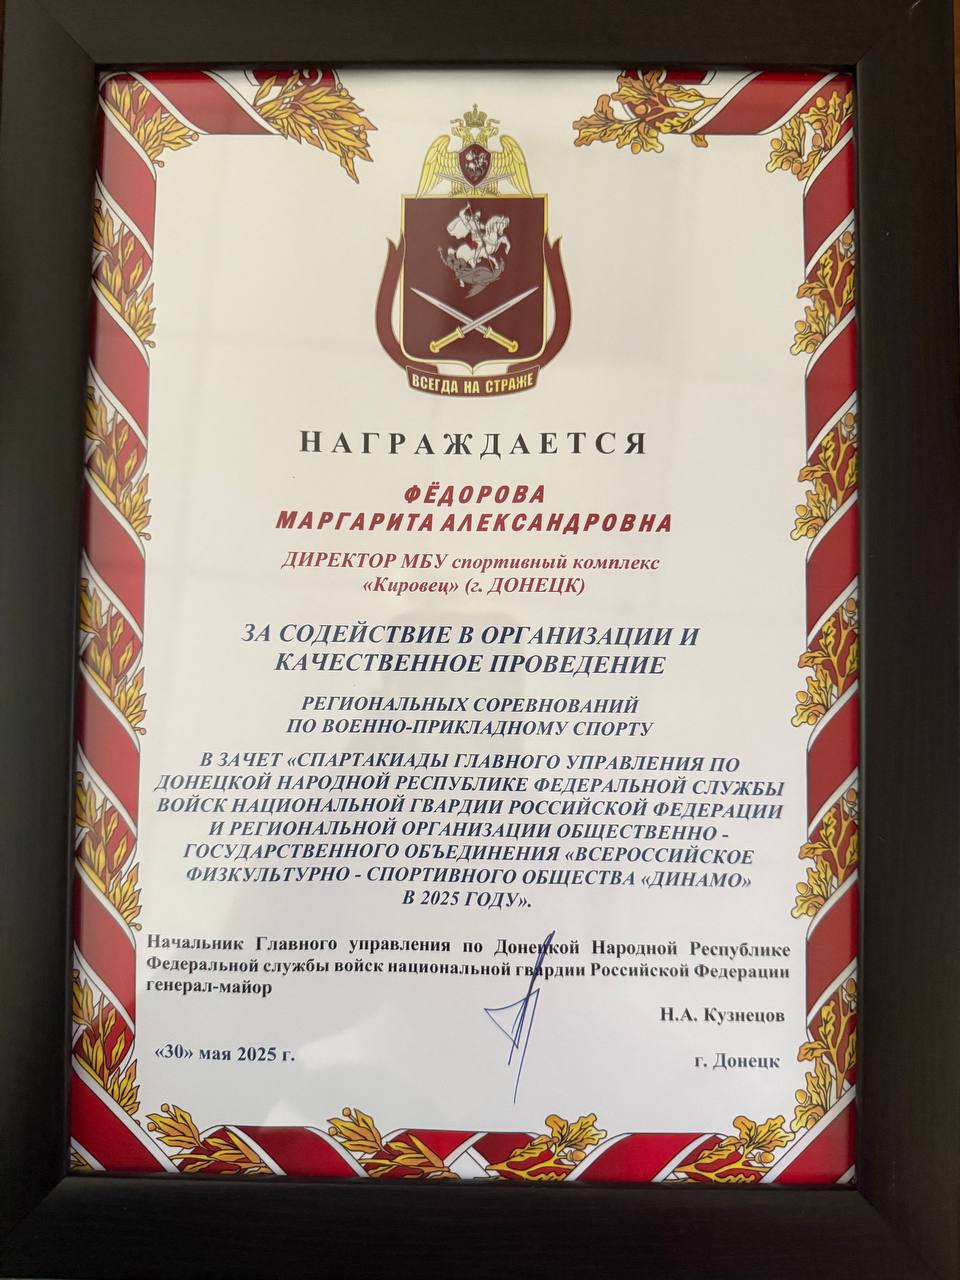 ВСЕГДА НА СТРАЖЕ
НАГРАЖДАЕТСЯ
ФЁДОРОВА
МАРГАРИТА АЛЕКСАНДРОВНА
ДИРЕКТОР МБУ спортивный комплекс
«Кировец» (г. ДОНЕЦК)
ЗА СОДЕЙСТВИЕ В ОРГАНИЗАЦИИ И
КАЧЕСТВЕННОЕ ПРОВЕДЕНИЕ
РЕГИОНАЛЬНЫХ СОРЕВНОВАНИЙ
ПО ВОЕННО-ПРИКЛАДНОМУ СПОРТУ
В ЗАЧЕТ «СПАРТАКИАДЫ ГЛАВНОГО УПРАВЛЕНИЯ ПО
ДОНЕЦКОЙ НАРОДНОЙ РЕСПУБЛИКЕ ФЕДЕРАЛЬНОЙ СЛУЖБЫ
ВОЙСК НАЦИОНАЛЬНОЙ ГВАРДИИ РОССИЙСКОЙ ФЕДЕРАЦИИ
И РЕГИОНАЛЬНОЙ ОРГАНИЗАЦИИ ОБЩЕСТВЕННО -
ГОСУДАРСТВЕННОГО ОБЪЕДИНЕНИЯ «ВСЕРОССИЙСКОЕ
ФИЗКУЛЬТУРНО - СПОРТИВНОГО ОБЩЕСТВА «ДИНАМО»
В 2025 ГОДУ».
Начальник Главного управления по Донецкой Народной Республике
Федеральной службы войск национальной гвардии Российской Федерации
генерал-майор
Н.А. Кузнецов
«30» мая 2025 г.
г. Донецк